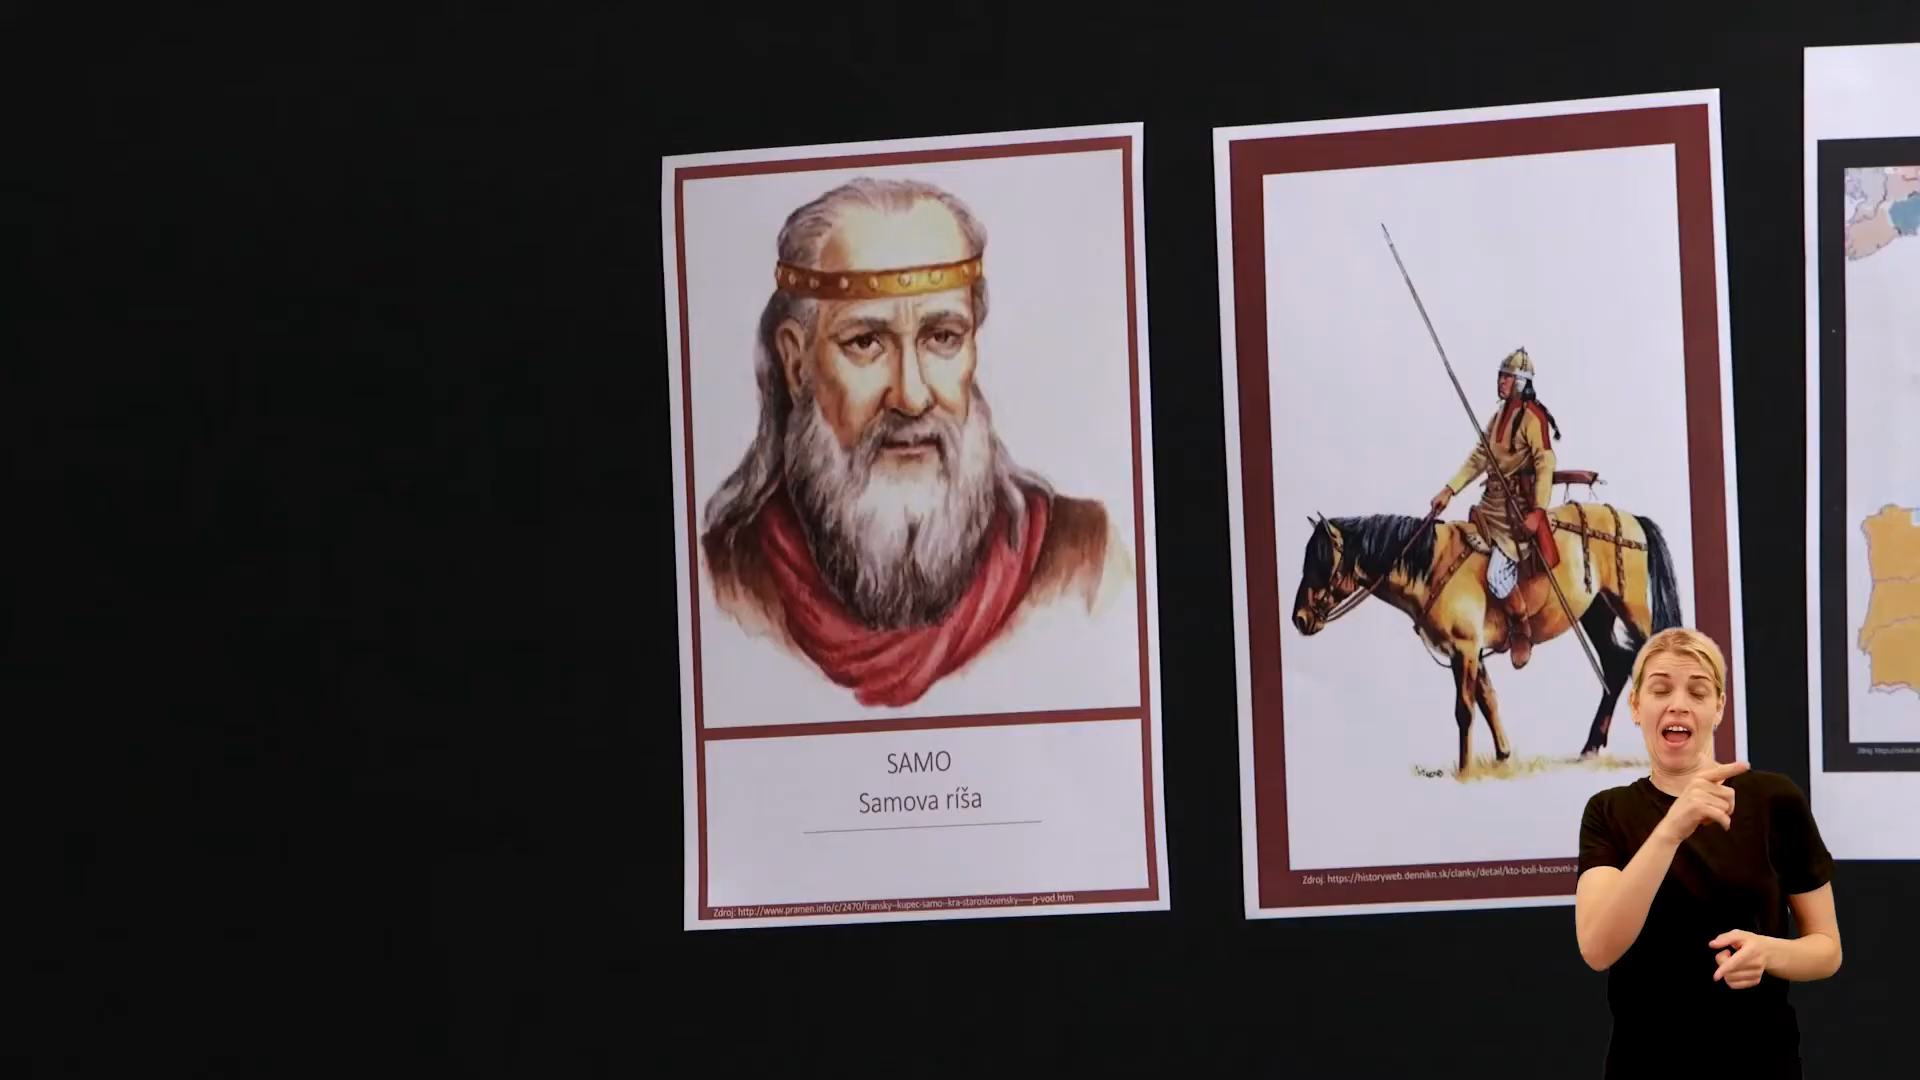 SAMO
Samova ríša
Zdroj: http://www.pramen.info/c/2470/fransky--kupec-samo--kra-staroslovensky-----p-vod.htm
Zdroj: https://historyweb.dennikn.sk/clanky/detail/kto-boli-kocovni-a